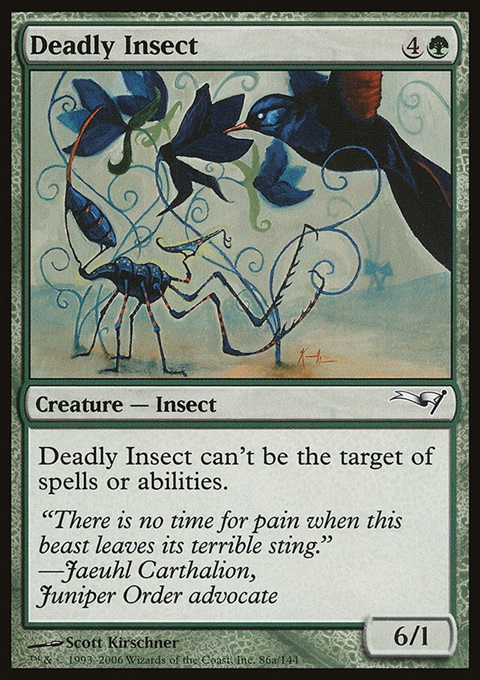 Deadly Insect 4
Creature — Insect
Deadly Insect can't be the target of
spells or abilities.
"There is no time for pain when this
beast leaves its terrible sting."
—Jaeuhl Carthalion,
Juniper Order advocate
6/1
Scott Kirschner
™ & © 1993–2006 Wizards of the Coast, Inc. 86a/144